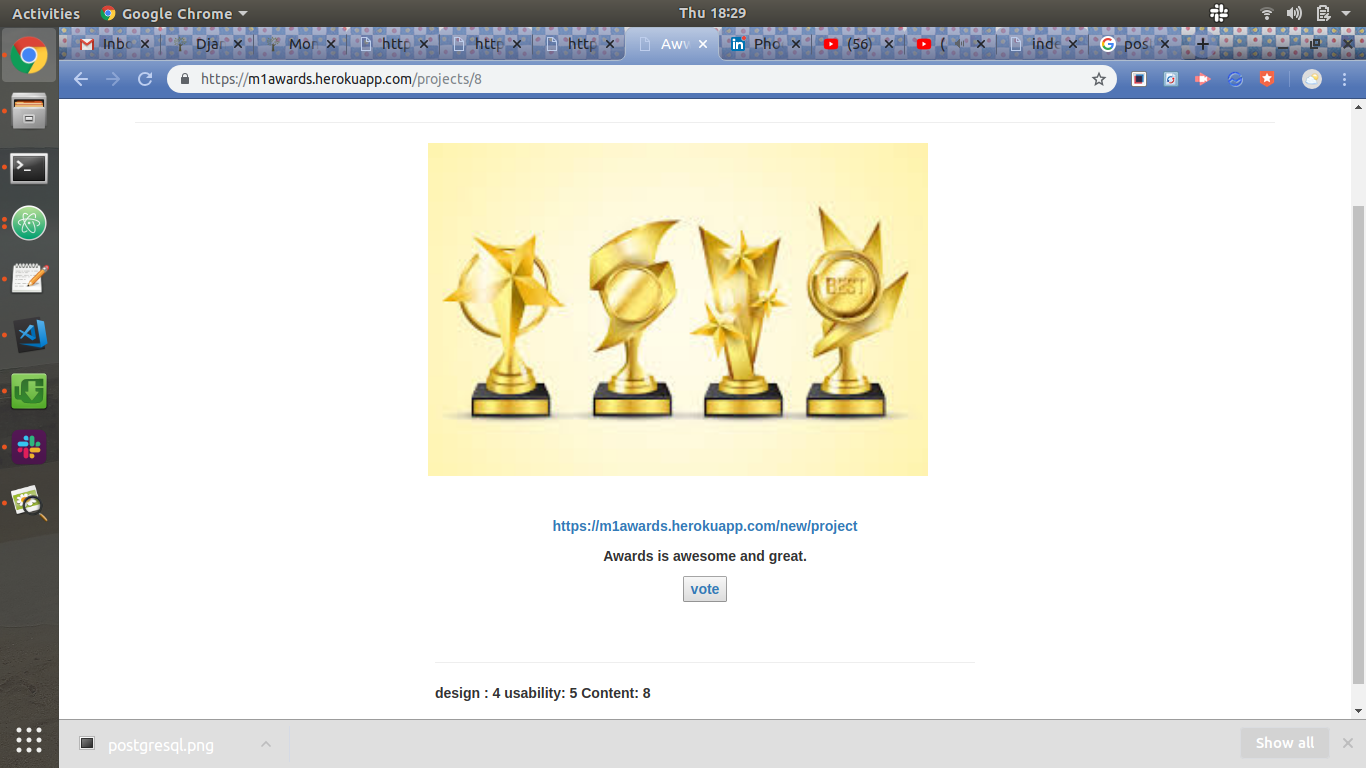 Activities Google Chrome Thu 18:29
Inbo Djan Mor http http http Aww Pho (56) ( inde pos
https://m1awards.herokuapp.com/projects/8
BEST
https://m1awards.herokuapp.com/new/project
Awards is awesome and great.
vote
design : 4 usability: 5 Content: 8
postgresql.png Show all